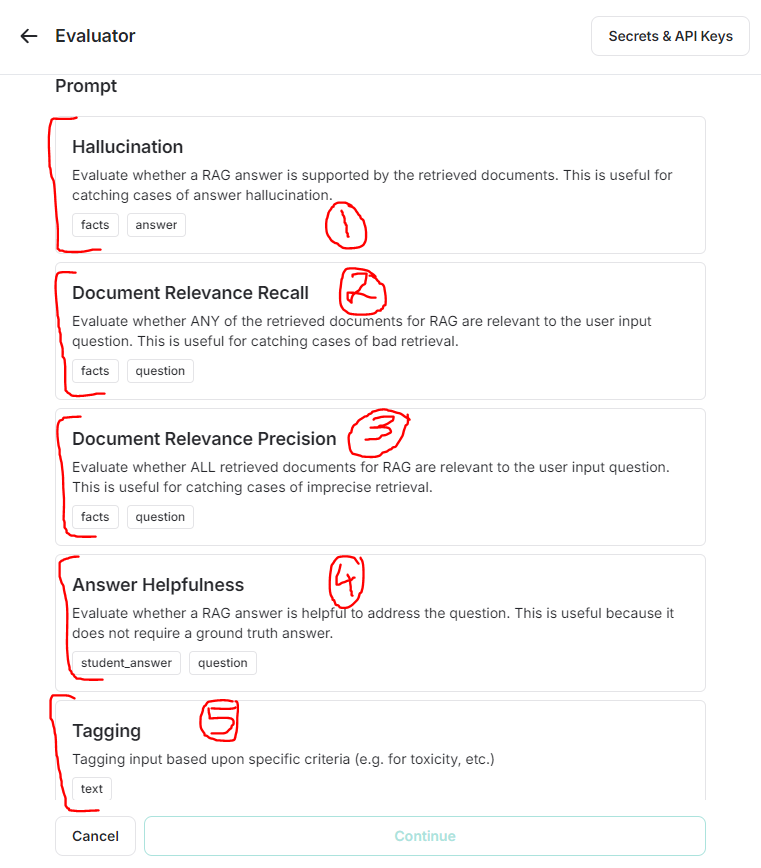 Evaluator
Secrets & API Keys
Prompt
Hallucination
Evaluate whether a RAG answer is supported by the retrieved documents. This is useful for
catching cases of answer hallucination.
facts answer
1
Document Relevance Recall 2
Evaluate whether ANY of the retrieved documents for RAG are relevant to the user input
question. This is useful for catching cases of bad retrieval.
facts question
Document Relevance Precision 3
Evaluate whether ALL retrieved documents for RAG are relevant to the user input question.
This is useful for catching cases of imprecise retrieval.
facts question
Answer Helpfulness 4
Evaluate whether a RAG answer is helpful to address the question. This is useful because it
does not require a ground truth answer.
student_answer question
Tagging 5
Tagging input based upon specific criteria (e.g. for toxicity, etc.)
text
Cancel Continue